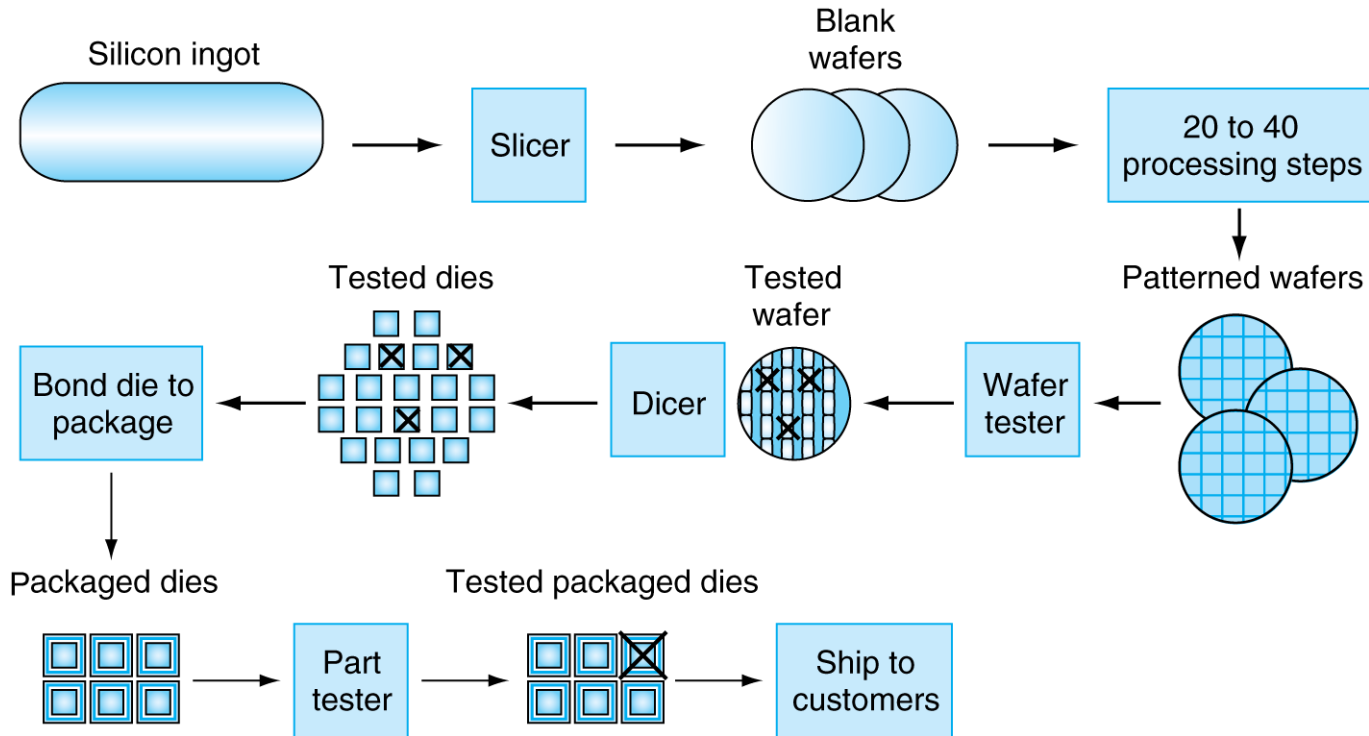 Silicon ingot
Slicer
Blank
wafers
20 to 40
processing steps
Patterned wafers
Wafer
tester
Tested
wafer
Dicer
Tested dies
Bond die to
package
Packaged dies
Part
tester
Tested packaged dies
Ship to
customers